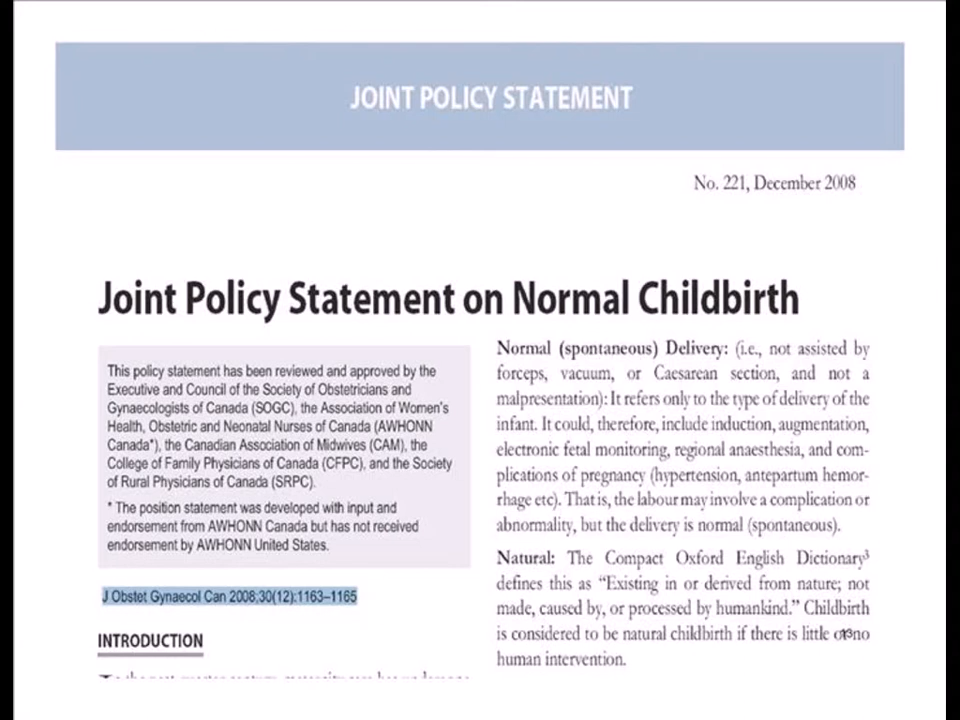 JOINT POLICY STATEMENT
No. 221, December 2008
Joint Policy Statement on Normal Childbirth
This policy statement has been reviewed and approved by the
Executive and Council of the Society of Obstetricians and
Gynaecologists of Canada (SOGC), the Association of Women's
Health, Obstetric and Neonatal Nurses of Canada (AWHONN
Canada*), the Canadian Association of Midwives (CAM), the
College of Family Physicians of Canada (CFPC), and the Society
of Rural Physicians of Canada (SRPC).
* The position statement was developed with input and
endorsement from AWHONN Canada but has not received
endorsement by AWHONN United States.
J Obstet Gynaecol Can 2008;30(12):1163–1165
INTRODUCTION
Normal (spontaneous) Delivery: (i.e., not assisted by
forceps, vacuum, or Caesarean section, and not a
malpresentation): It refers only to the type of delivery of the
infant. It could, therefore, include induction, augmentation,
electronic fetal monitoring, regional anaesthesia, and com-
plications of pregnancy (hypertension, antepartum hemor-
rhage etc). That is, the labour may involve a complication or
abnormality, but the delivery is normal (spontaneous).
Natural: The Compact Oxford English Dictionary³
defines this as “Existing in or derived from nature; not
made, caused by, or processed by humankind.” Childbirth
is considered to be natural childbirth if there is little or no
human intervention.
13